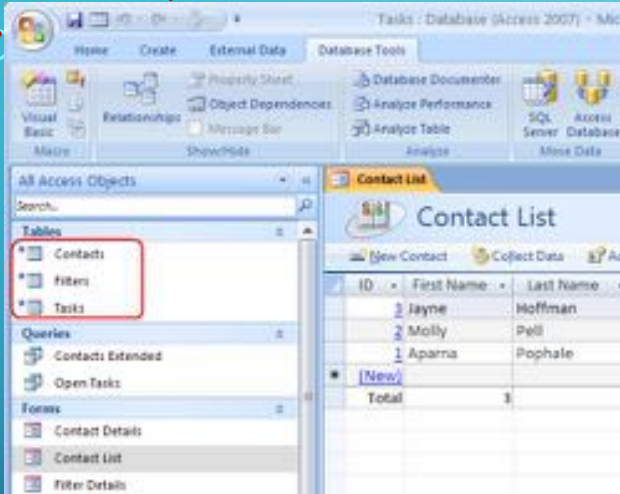 Tasks : Database (Access 2007) - Mic
Home Create External Data Database Tools
Visual Basic
Relationships
Property Sheet
Object Dependencies
Message Bar
Database Documenter
Analyze Performance
Analyze Table
SQL Server
Access Database
Macro Show/Hide Analyze Move Data
All Access Objects
Search..
Contact List
Tables
Contacts
Filters
Tasks
Queries
Contacts Extended
Open Tasks
Forms
Contact Details
Contact List
Filter Details
Contact List
New Contact Collect Data
ID First Name Last Name
3 Jayne Hoffman
2 Molly Pell
1 Aparna Pophale
(New)
Total 3